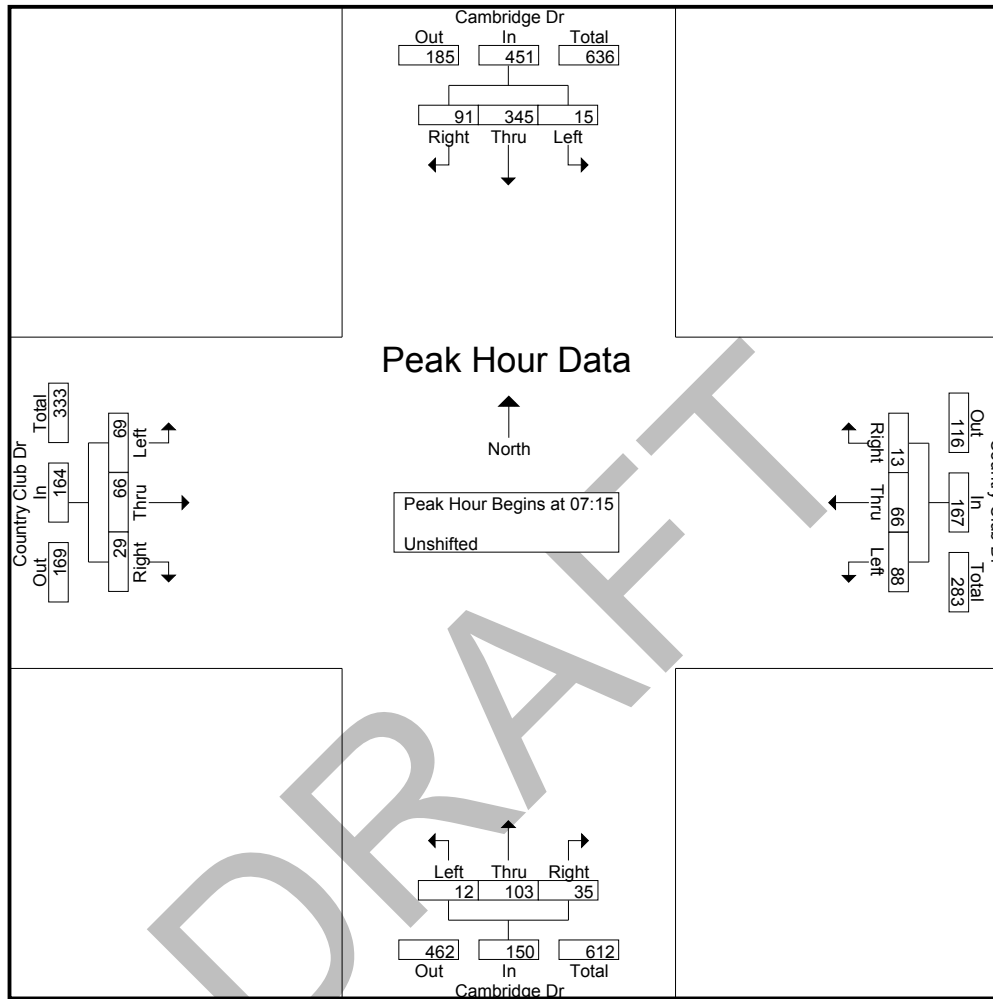 Cambridge Dr
Out In Total
185 451 636
91 345 15
Right Thru Left
Peak Hour Data
North
Peak Hour Begins at 07:15
Unshifted
Country Club Dr
Out In Total
169 164 333
Left Thru Right
69 66 29
Right Thru Left
13 66 88
Out In Total
116 167 283
Left Thru Right
12 103 35
462 150 612
Out In Total
Cambridge Dr
DRAFT